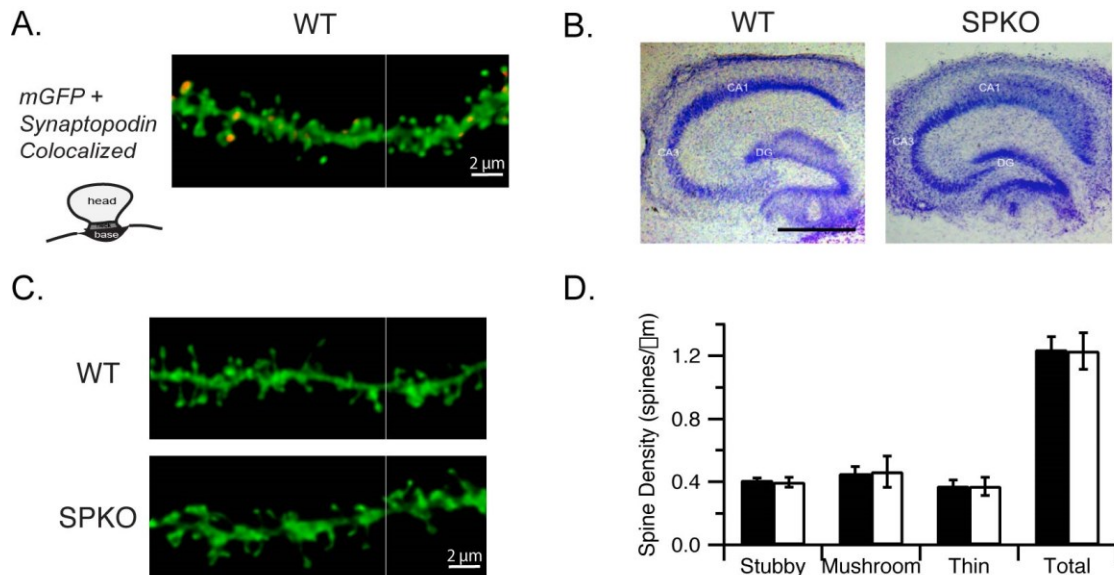 A.
WT
mGFP +
Synaptopodin
Colocalized
head
base
2 µm
B.
WT
SPKO
CA1
CA3
DG
CA1
CA3
DG
C.
WT
SPKO
2 µm
D.
Spine Density (spines/□m)
1.2
0.8
0.4
0.0
Stubby
Mushroom
Thin
Total